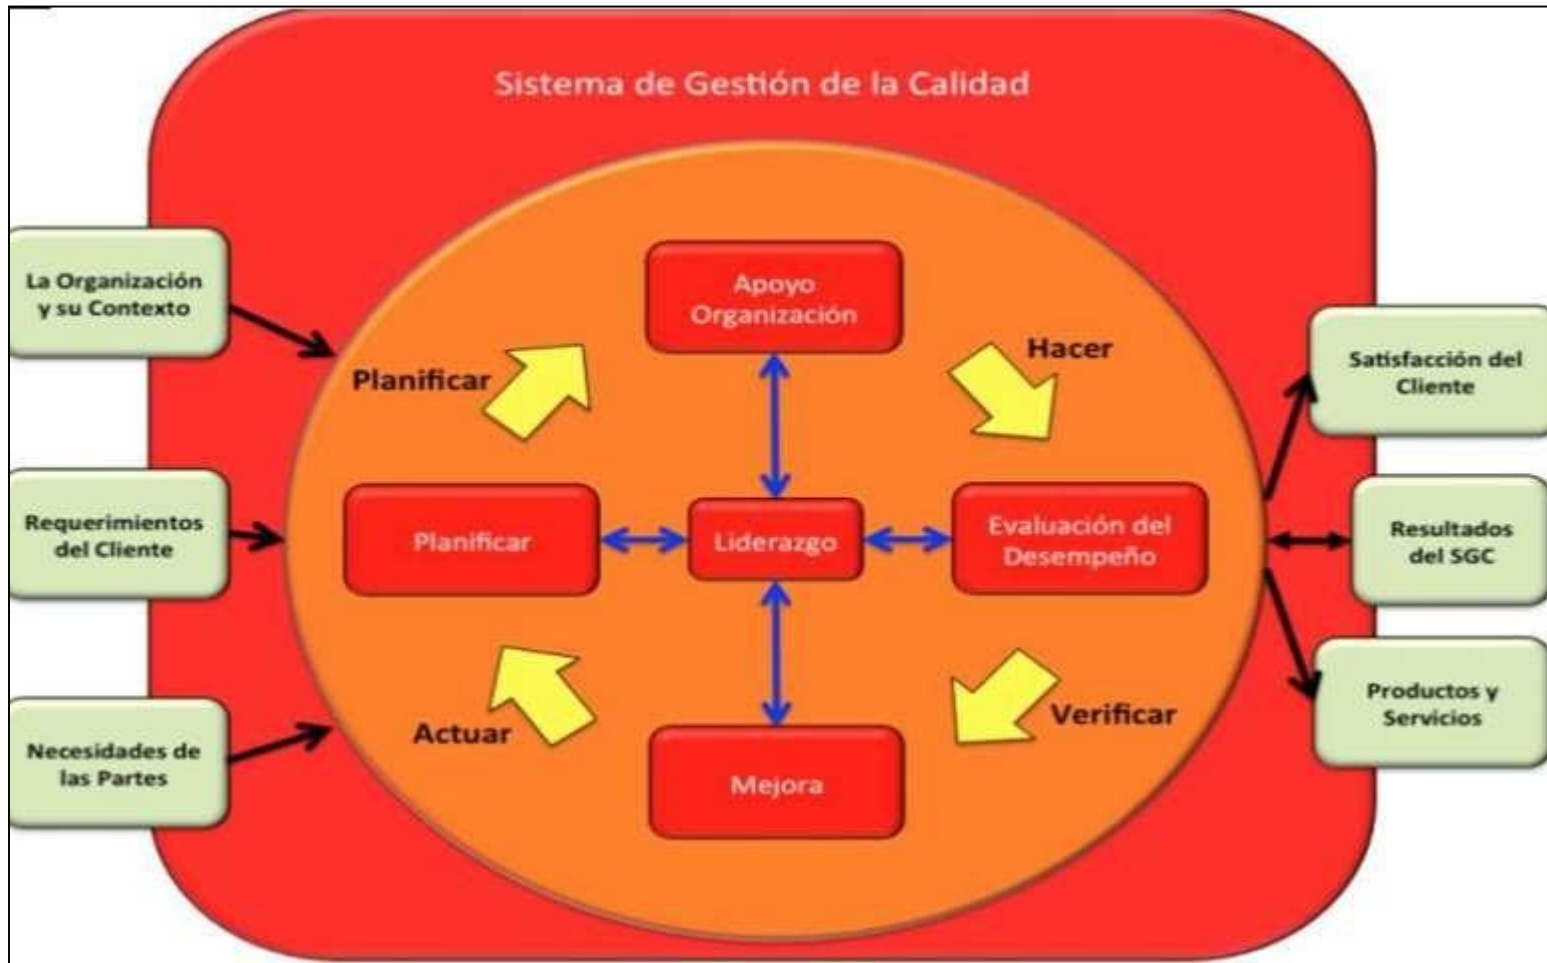 Sistema de Gestión de la Calidad
La Organización
y su Contexto
Requerimientos
del Cliente
Necesidades de
las Partes
Apoyo
Organización
Planificar
Hacer
Planificar
Liderazgo
Evaluación del
Desempeño
Actuar
Verificar
Mejora
Satisfacción del
Cliente
Resultados
del SGC
Productos y
Servicios